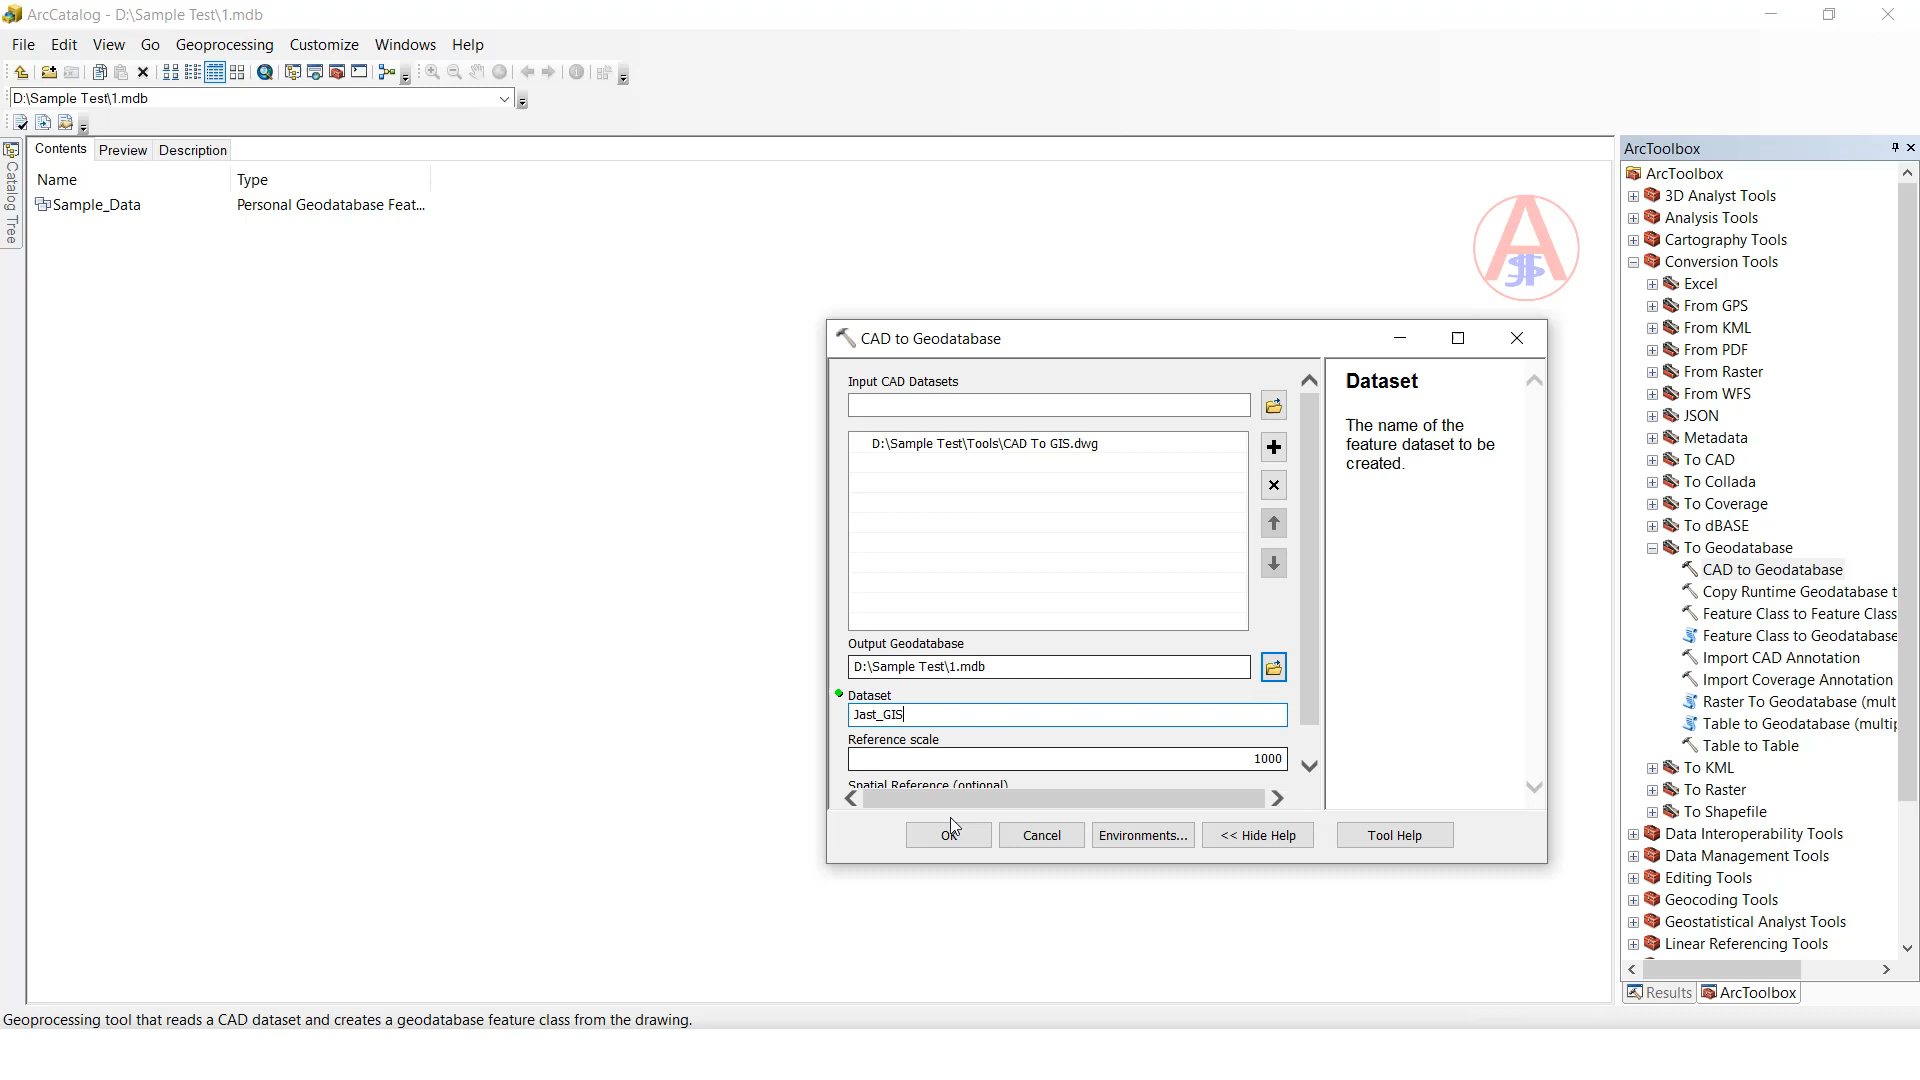 ArcCatalog - D:\Sample Test\1.mdb
File Edit View Go Geoprocessing Customize Windows Help
D:\Sample Test\1.mdb
Catalog Tree
Contents Preview Description
Name Type
Sample_Data Personal Geodatabase Feat...
CAD to Geodatabase
Input CAD Datasets
D:\Sample Test\Tools\CAD To GIS.dwg
Output Geodatabase
D:\Sample Test\1.mdb
Dataset
Jast_GIS
Reference scale
1000
Spatial Reference (optional)
OK Cancel Environments... << Hide Help Tool Help
Dataset
The name of the
feature dataset to be
created.
ArcToolbox
ArcToolbox
3D Analyst Tools
Analysis Tools
Cartography Tools
Conversion Tools
Excel
From GPS
From KML
From PDF
From Raster
From WFS
JSON
Metadata
To CAD
To Collada
To Coverage
To dBASE
To Geodatabase
CAD to Geodatabase
Copy Runtime Geodatabase t
Feature Class to Feature Class
Feature Class to Geodatabase
Import CAD Annotation
Import Coverage Annotation
Raster To Geodatabase (mult
Table to Geodatabase (multip
Table to Table
To KML
To Raster
To Shapefile
Data Interoperability Tools
Data Management Tools
Editing Tools
Geocoding Tools
Geostatistical Analyst Tools
Linear Referencing Tools
Results ArcToolbox
Geoprocessing tool that reads a CAD dataset and creates a geodatabase feature class from the drawing.